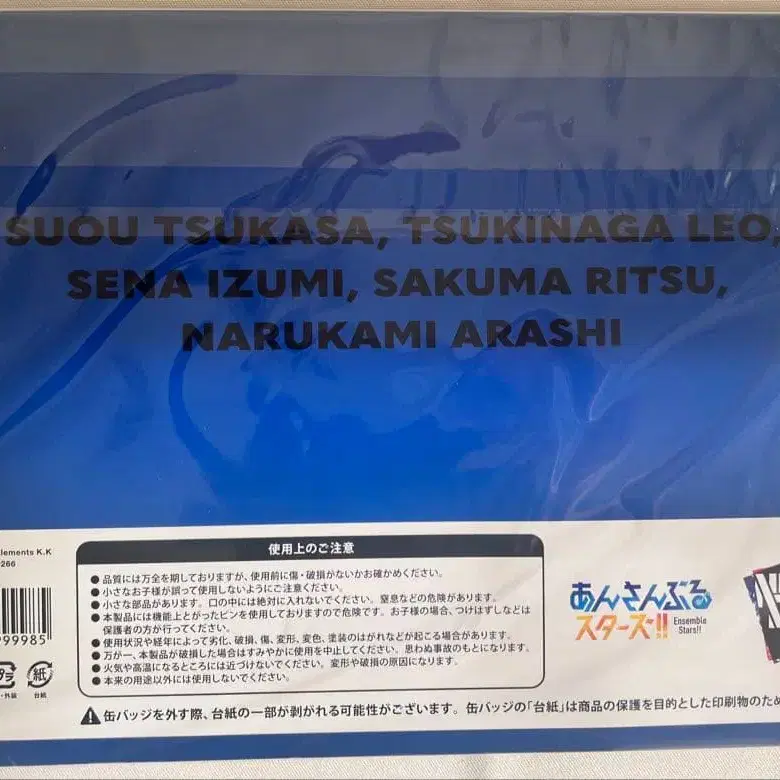 SUOU TSUKASA, TSUKINAGA LEO,
SENA IZUMI, SAKUMA RITSU,
NARUKAMI ARASHI
lements K.K
266
99985
プラ
・外袋
紙
台紙
使用上のご注意
●品質には万全を期しておりますが、使用前に傷・破損がないかお確かめください。
●小さなお子様が誤って使用しないようにご注意ください。
●小さな部品があります。口の中には絶対に入れないでください。窒息などの危険があります。
●本製品には機能上とがったピンを使用しておりますので危険です。お子様の場合、つけはずしなどは
保護者の方が行ってください。
●使用状況や経年によって劣化、破損、傷、変形、変色、塗装のはがれなどが起こる場合があります。
●万が一、本製品が破損した場合はすみやかに使用を中止してください。思わぬ事故のもとになります。
●火気や高温になるところには近づけないでください。変形や破損の原因になります。
●本来の用途以外には使用しないでください。
あんさんぶる
スターズ!!
Ensemble
Stars!!
缶バッジを外す際、台紙の一部が剥がれる可能性がございます。缶バッジの「台紙」は商品の保護を目的とした印刷物のため